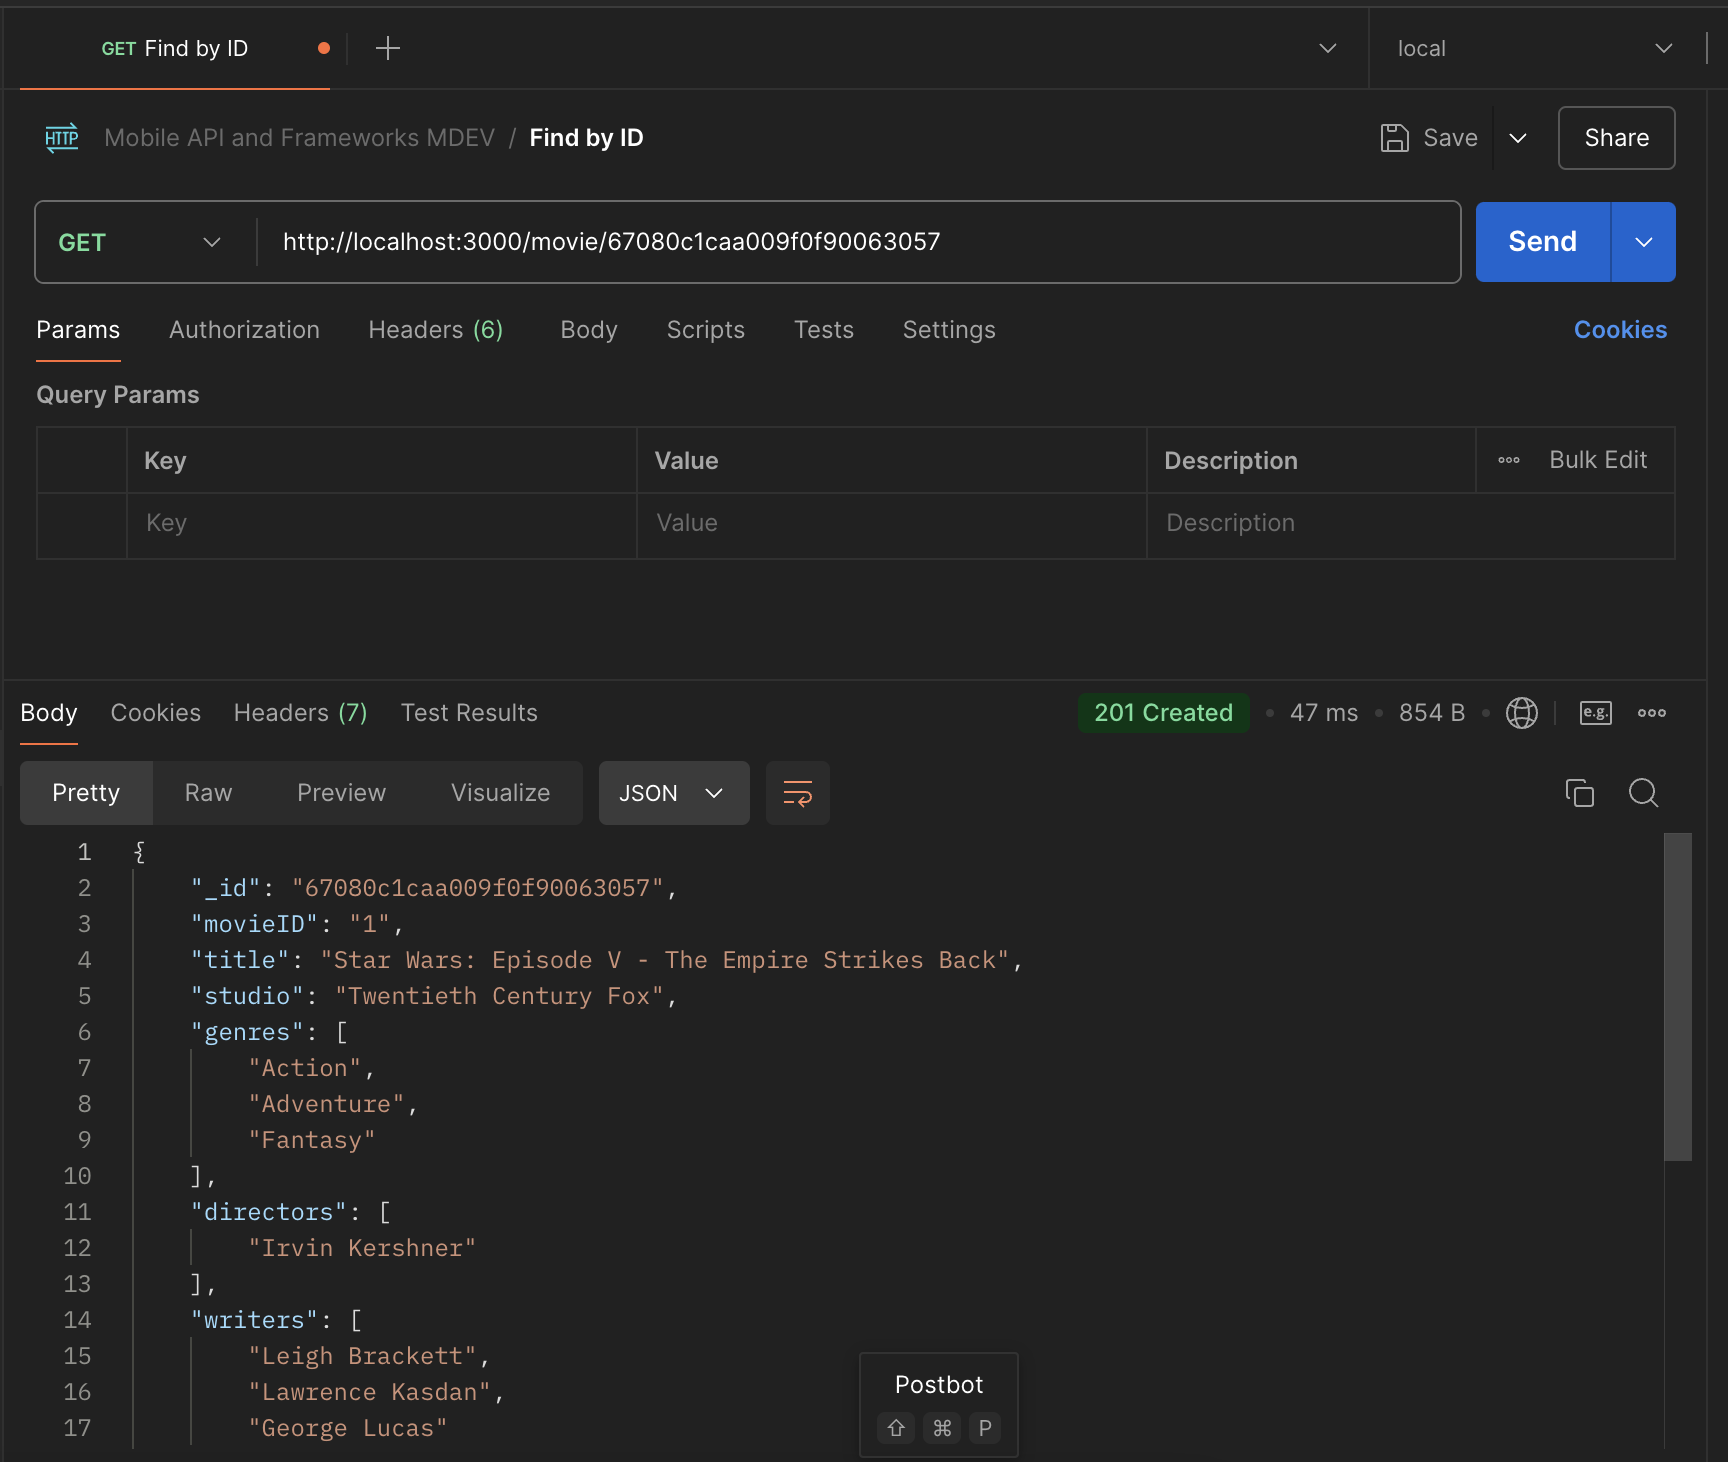 GET Find by ID
local
HTTP Mobile API and Frameworks MDEV / Find by ID Save Share
GET http://localhost:3000/movie/67080c1caa009f0f90063057 Send
Params Authorization Headers (6) Body Scripts Tests Settings Cookies
Query Params
Key Value Description Bulk Edit
Key Value Description
Body Cookies Headers (7) Test Results 201 Created 47 ms 854 B e.g.
Pretty Raw Preview Visualize JSON
1 {
2 "_id": "67080c1caa009f0f90063057",
3 "movieID": "1",
4 "title": "Star Wars: Episode V - The Empire Strikes Back",
5 "studio": "Twentieth Century Fox",
6 "genres": [
7 "Action",
8 "Adventure",
9 "Fantasy"
10 ],
11 "directors": [
12 "Irvin Kershner"
13 ],
14 "writers": [
15 "Leigh Brackett",
16 "Lawrence Kasdan",
17 "George Lucas"
Postbot
⇧ ⌘ P